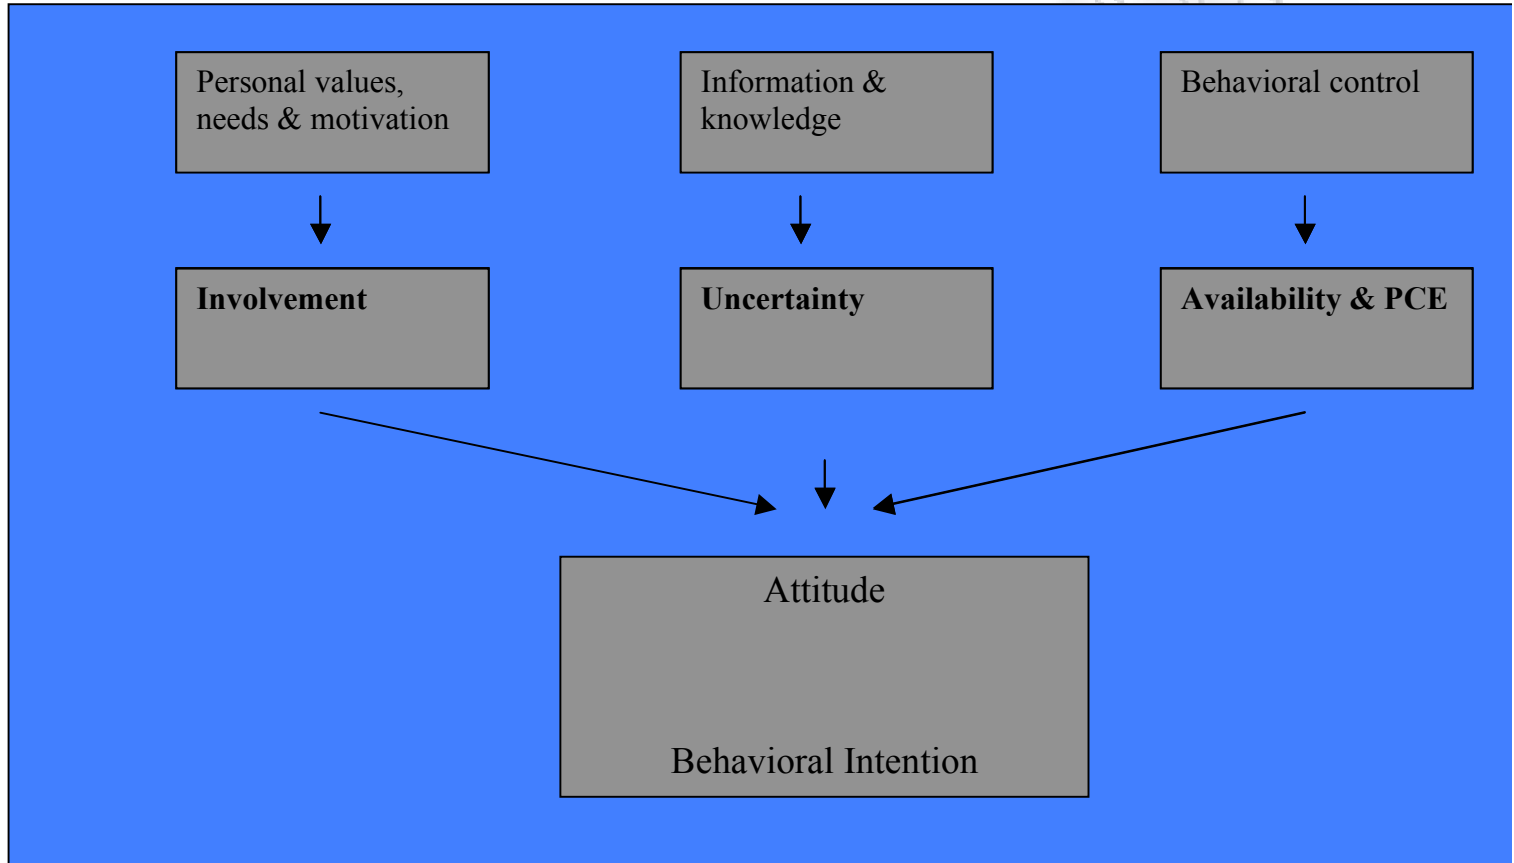 Personal values,
needs & motivation
Information &
knowledge
Behavioral control
Involvement
Uncertainty
Availability & PCE
Attitude
Behavioral Intention